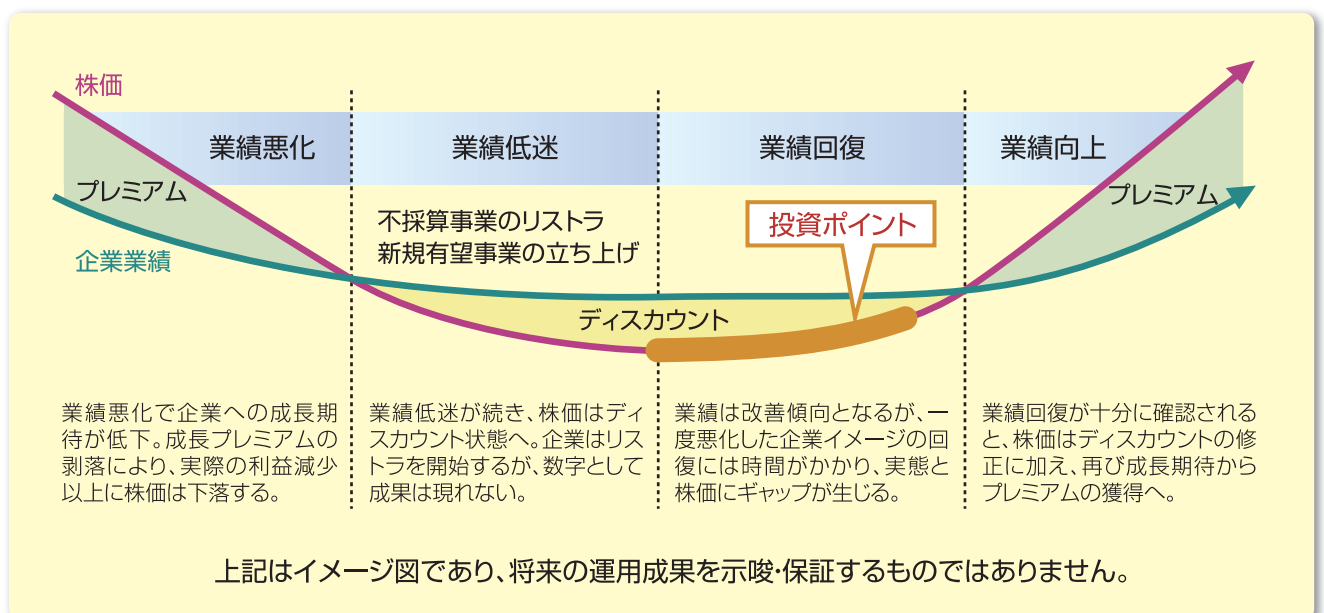 株価
業績悪化
業績低迷
業績回復
業績向上
プレミアム
プレミアム
企業業績
不採算事業のリストラ
新規有望事業の立ち上げ
投資ポイント
ディスカウント
業績悪化で企業への成長期
待が低下。成長プレミアムの
剥落により、実際の利益減少
以上に株価は下落する。
業績低迷が続き、株価はディ
スカウント状態へ。企業はリス
トラを開始するが、数字として
成果は現れない。
業績は改善傾向となるが、一
度悪化した企業イメージの回
復には時間がかかり、実態と
株価にギャップが生じる。
業績回復が十分に確認される
と、株価はディスカウントの修
正に加え、再び成長期待から
プレミアムの獲得へ。
上記はイメージ図であり、将来の運用成果を示唆・保証するものではありません。